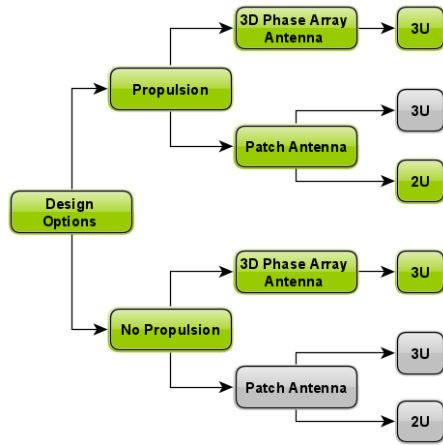 3D Phase Array
Antenna
3U
Propulsion
3U
Patch Antenna
2U
Design
Options
3D Phase Array
Antenna
3U
No Propulsion
3U
Patch Antenna
2U